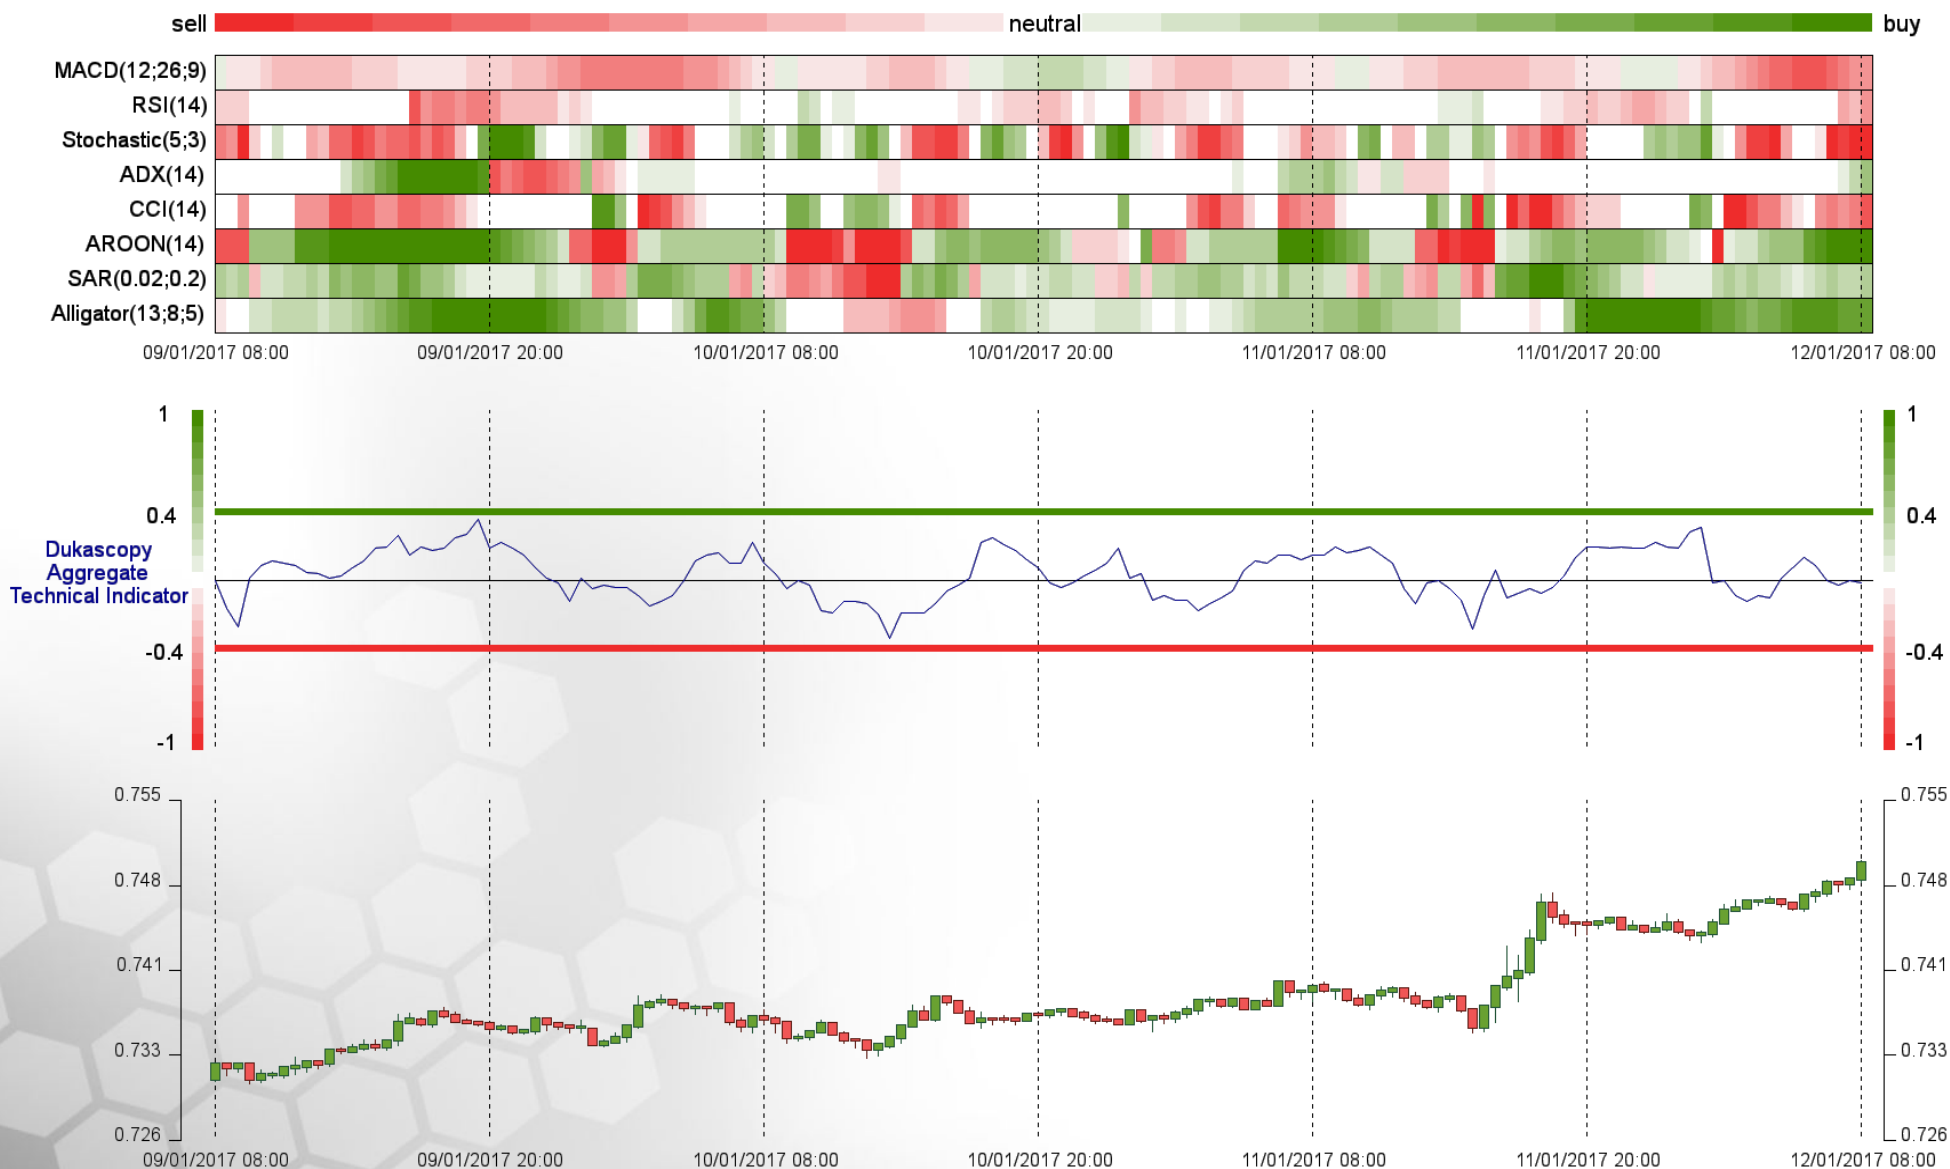 sell neutral buy
MACD(12;26;9)
RSI(14)
Stochastic(5;3)
ADX(14)
CCI(14)
AROON(14)
SAR(0.02;0.2)
Alligator(13;8;5)
09/01/2017 08:00 09/01/2017 20:00 10/01/2017 08:00 10/01/2017 20:00 11/01/2017 08:00 11/01/2017 20:00 12/01/2017 08:00
1 1
0.4 0.4
Dukascopy
Aggregate
Technical Indicator
-0.4 -0.4
-1 -1
0.755 0.755
0.748 0.748
0.741 0.741
0.733 0.733
0.726 0.726
09/01/2017 08:00 09/01/2017 20:00 10/01/2017 08:00 10/01/2017 20:00 11/01/2017 08:00 11/01/2017 20:00 12/01/2017 08:00